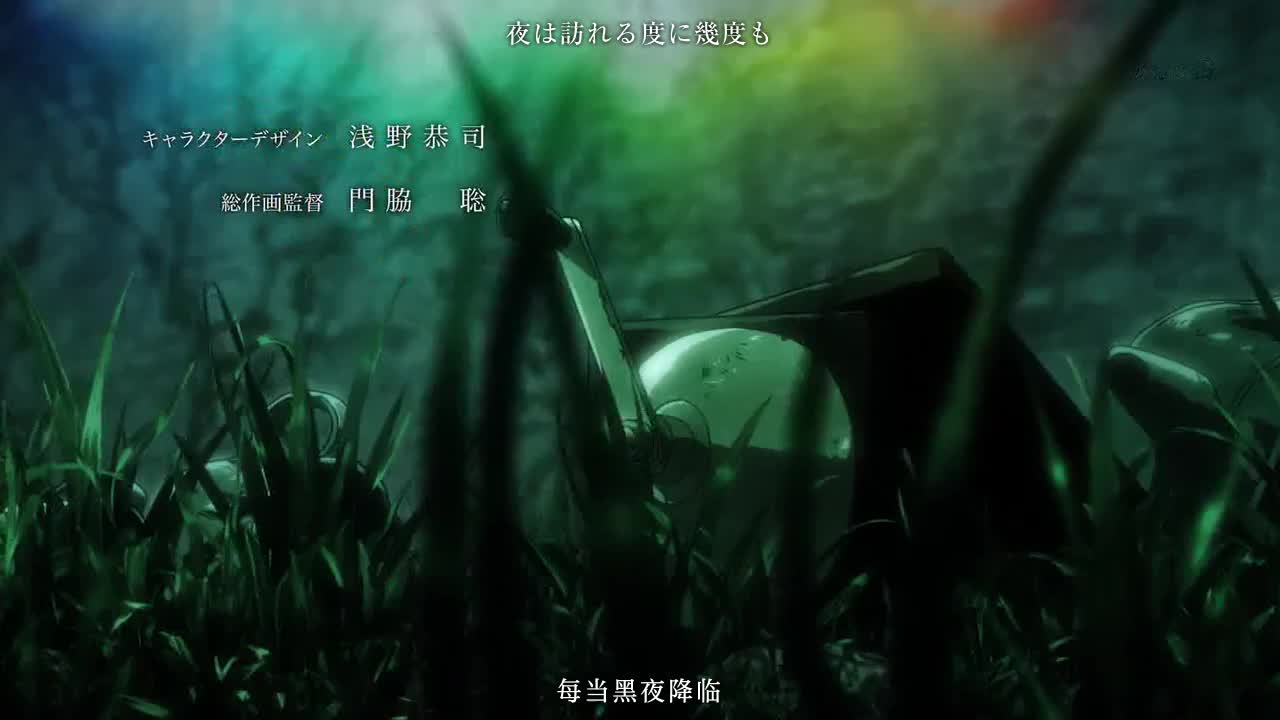 夜は訪れる度に幾度も
キャラクターデザイン 浅野恭司
総作画監督 門脇 聡
每当黑夜降临